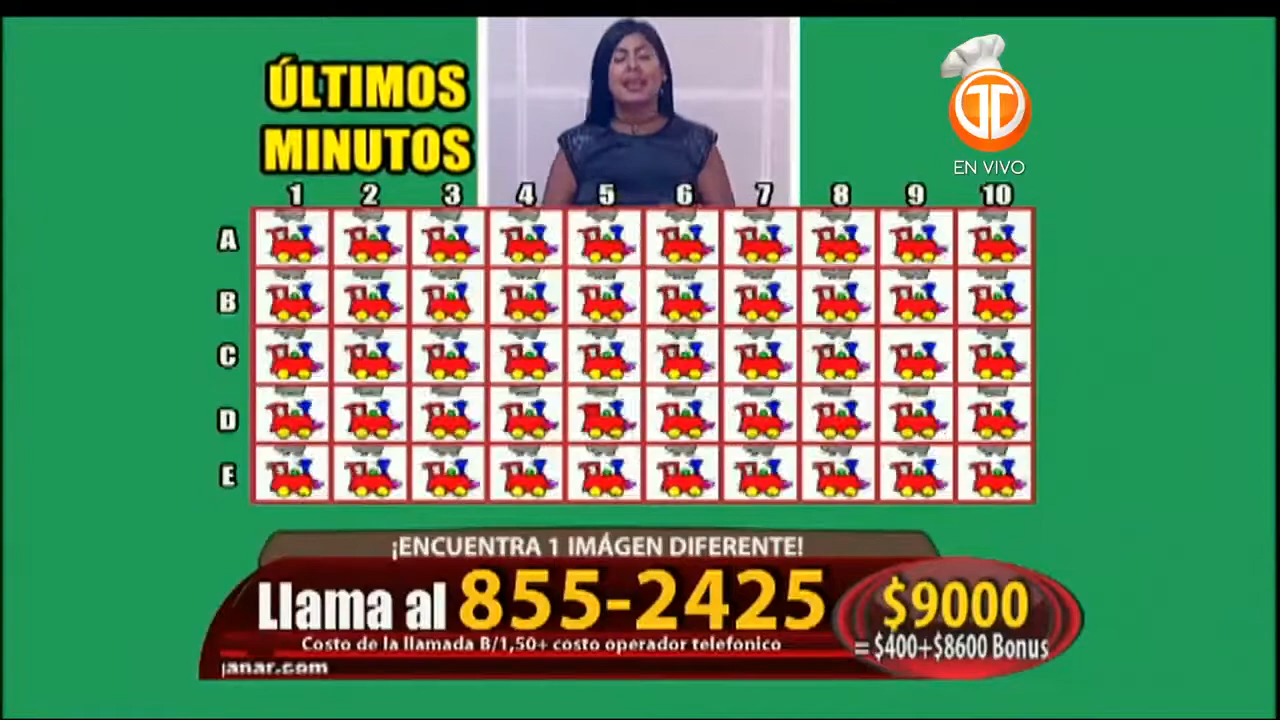 ÚLTIMOS
MINUTOS
EN VIVO
1 2 3 4 5 6 7 8 9 10
A
B
C
D
E
¡ENCUENTRA 1 IMÁGEN DIFERENTE!
Llama al 855-2425
$9000
Costo de la llamada B/1,50+ costo operador telefonico
= $400+$8600 Bonus
janar.com